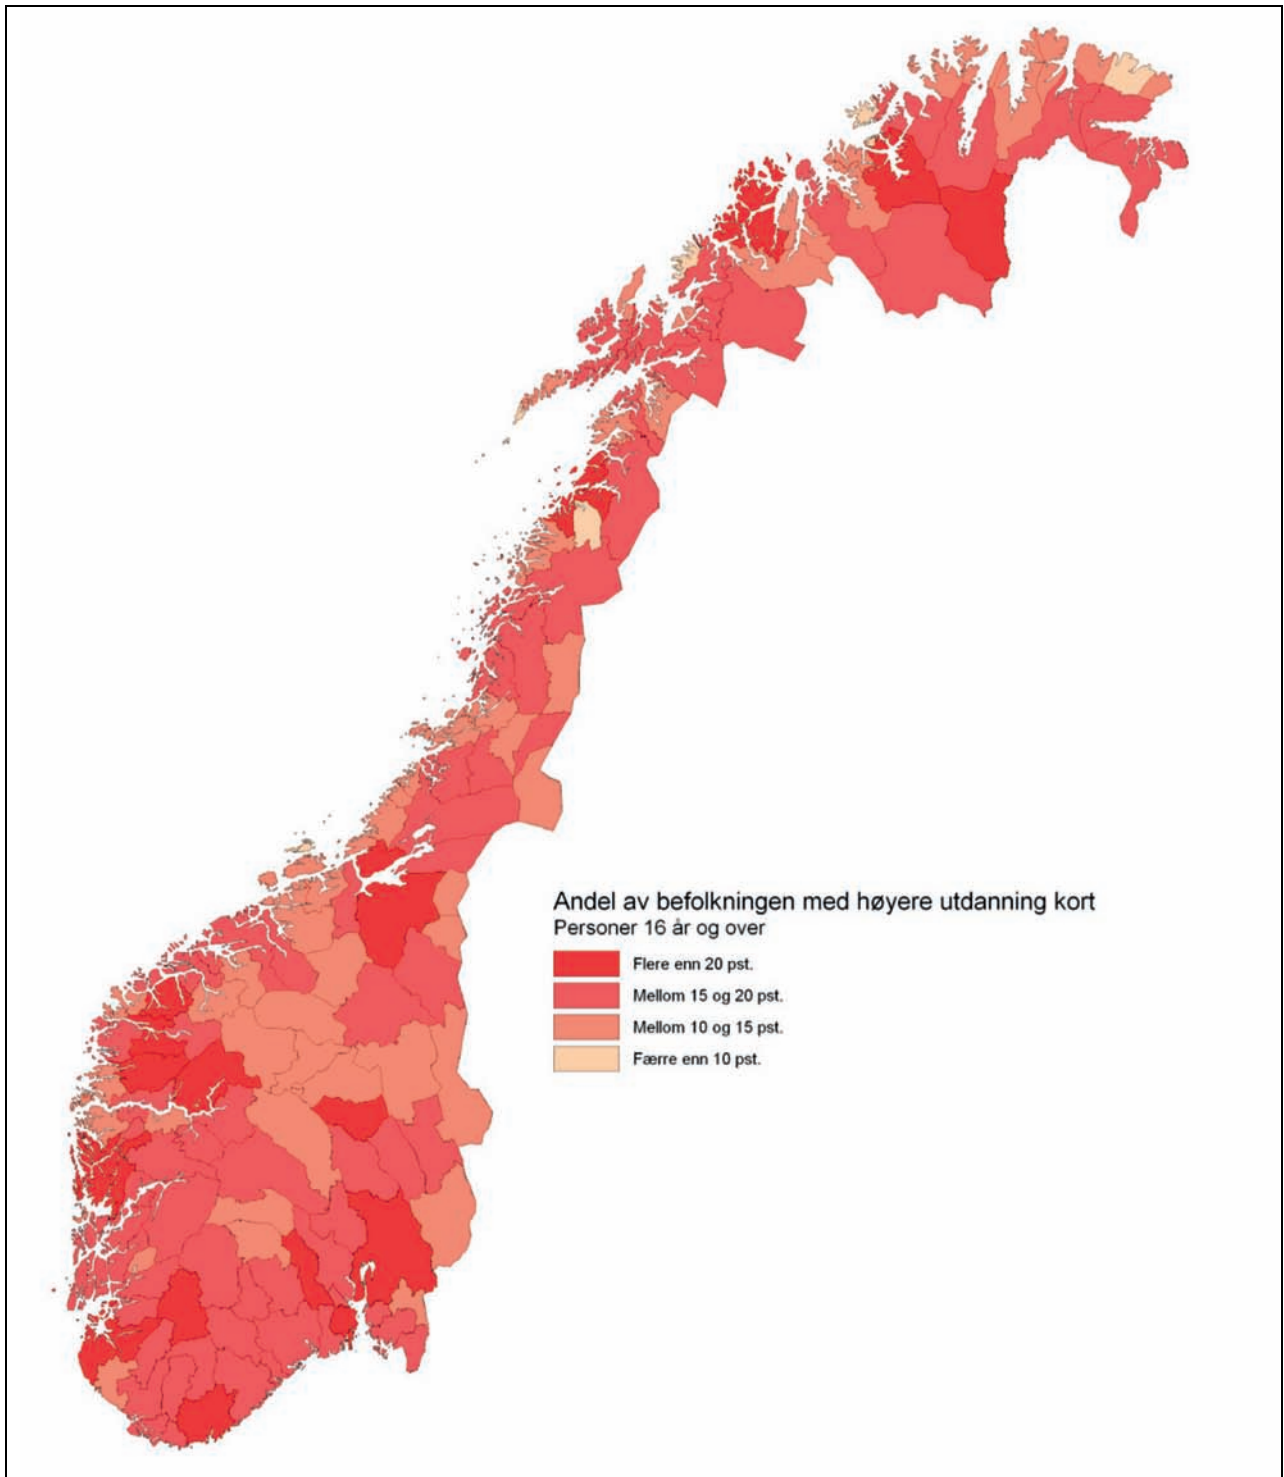 Andel av befolkningen med høyere utdanning kort
Personer 16 år og over
Flere enn 20 pst.
Mellom 15 og 20 pst.
Mellom 10 og 15 pst.
Færre enn 10 pst.